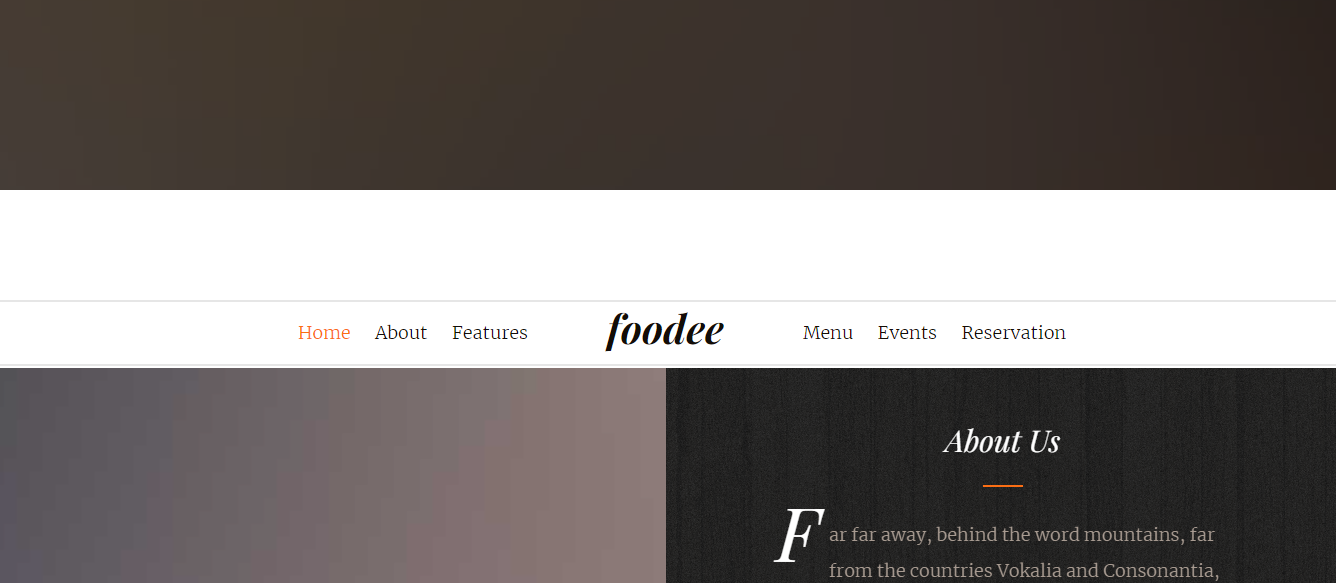 Home About Features foodee Menu Events Reservation
About Us
Far far away, behind the word mountains, far
from the countries Vokalia and Consonantia,